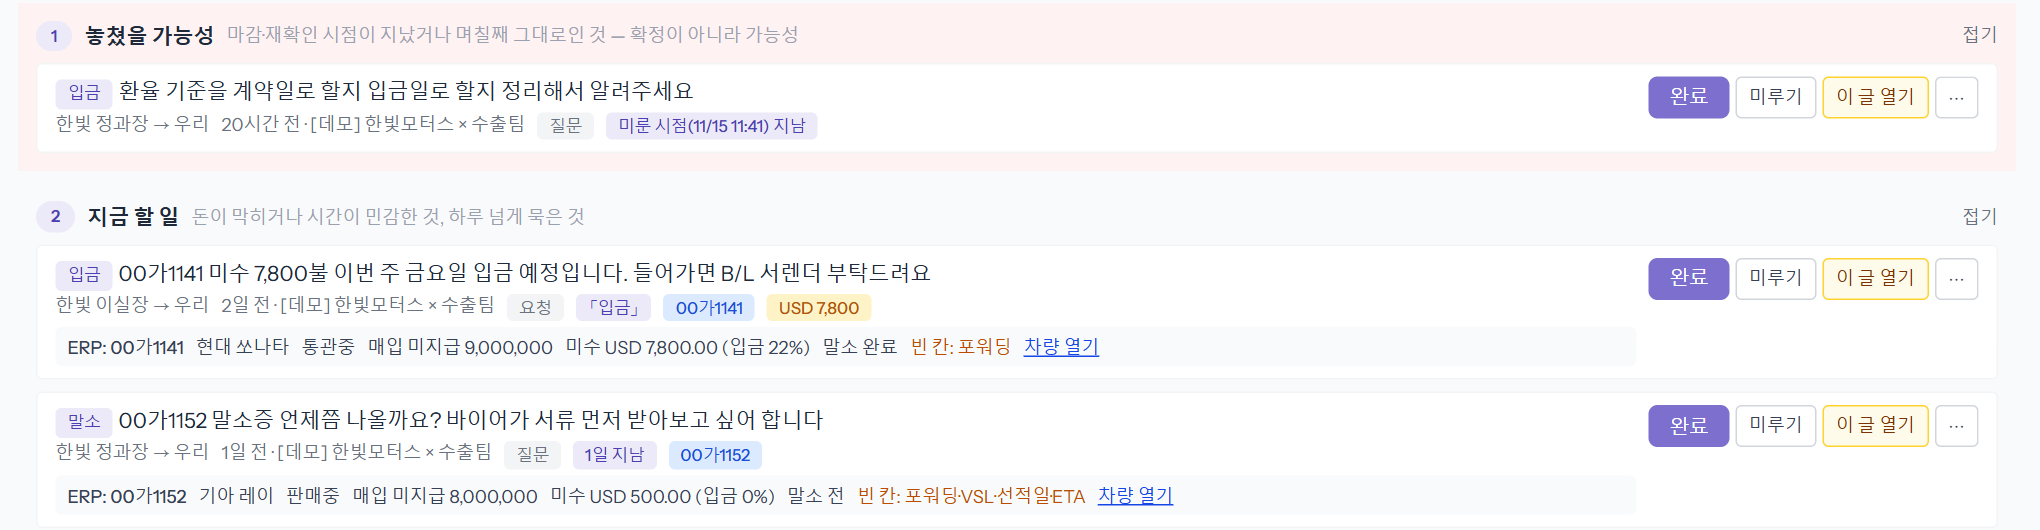 1 놓쳤을 가능성 마감·재확인 시점이 지났거나 며칠째 그대로인 것 — 확정이 아니라 가능성 접기
입금 환율 기준을 계약일로 할지 입금일로 할지 정리해서 알려주세요 완료 미루기 이 글 열기 ...
한빛 정과장 → 우리 20시간 전 · [데모] 한빛모터스 × 수출팀 질문 미룬 시점(11/15 11:41) 지남
2 지금 할 일 돈이 막히거나 시간이 민감한 것, 하루 넘게 묵은 것 접기
입금 00가1141 미수 7,800불 이번 주 금요일 입금 예정입니다. 들어가면 B/L 서렌더 부탁드려요 완료 미루기 이 글 열기 ...
한빛 이실장 → 우리 2일 전 · [데모] 한빛모터스 × 수출팀 요청 「입금」 00가1141 USD 7,800
ERP: 00가1141 현대 쏘나타 통관중 매입 미지급 9,000,000 미수 USD 7,800.00 (입금 22%) 말소 완료 빈 칸: 포워딩 차량 열기
말소 00가1152 말소증 언제쯤 나올까요? 바이어가 서류 먼저 받아보고 싶어 합니다 완료 미루기 이 글 열기 ...
한빛 정과장 → 우리 1일 전 · [데모] 한빛모터스 × 수출팀 질문 1일 지남 00가1152
ERP: 00가1152 기아 레이 판매중 매입 미지급 8,000,000 미수 USD 500.00 (입금 0%) 말소 전 빈 칸: 포워딩·VSL·선적일·ETA 차량 열기